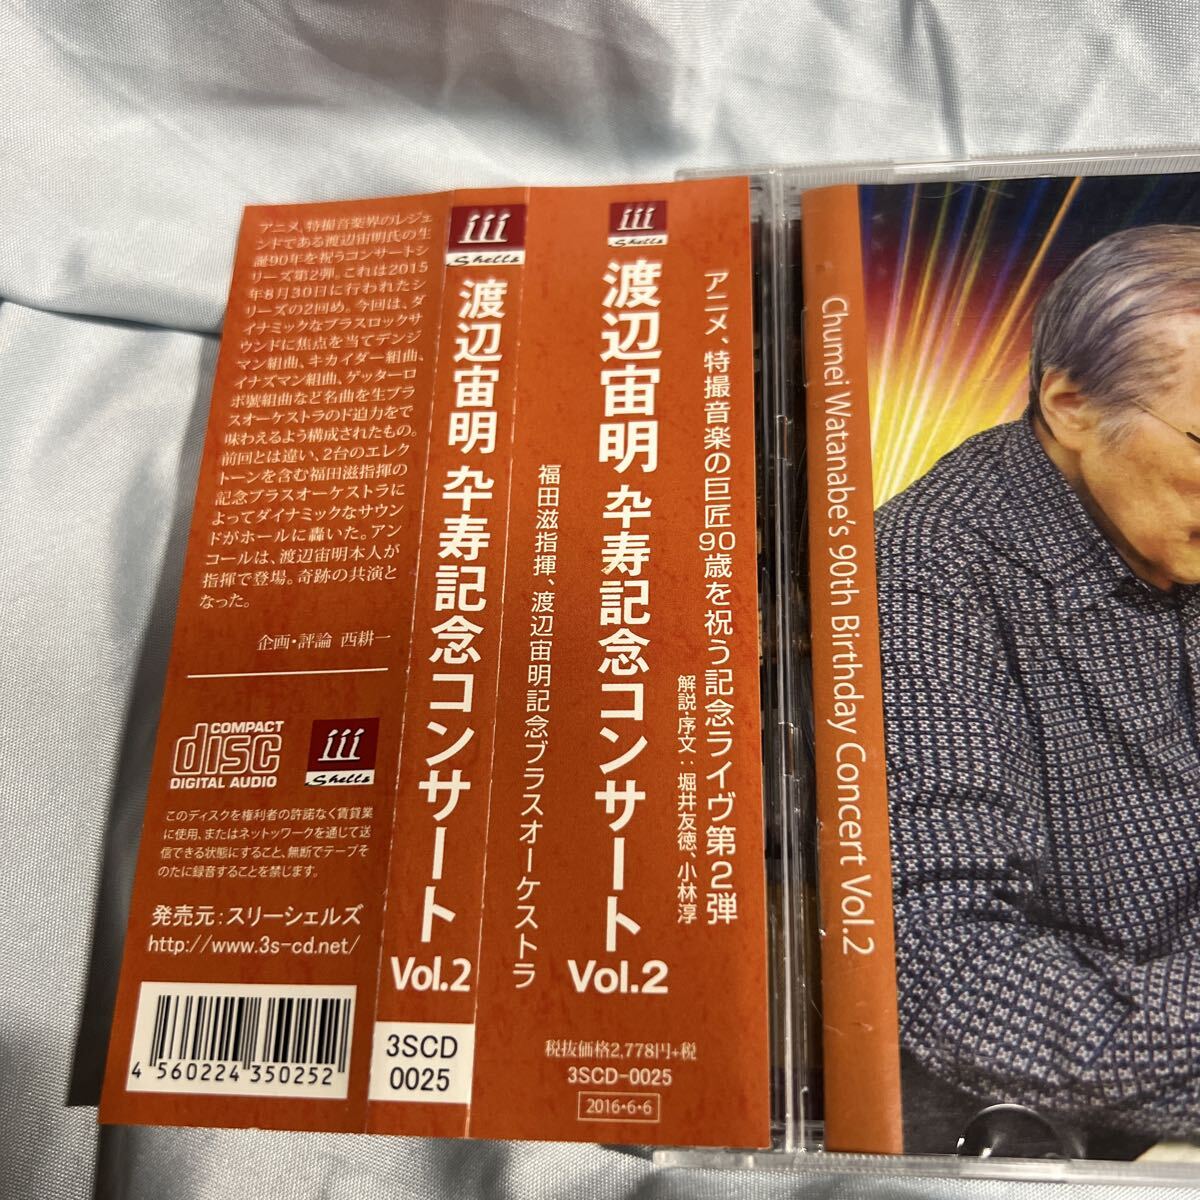 アニメ、特撮音楽界のレジェ
ンドである渡辺宙明氏の生
誕90年を祝うコンサートシ
リーズ第2弾。これは2015
年8月30日に行われたシ
リーズの2回め。今回は、ダ
イナミックなブラスロックサ
ウンドに焦点を当てデンジ
マン組曲、キカイダー組曲、
イナズマン組曲、ゲッターロ
ボ號組曲など名曲を生ブラ
スオーケストラのド迫力をで
味わえるよう構成されたもの。
前回とは違い、2台のエレク
トーンを含む福田滋指揮の
記念ブラスオーケストラに
よってダイナミックなサウン
ドがホールに轟いた。アン
コールは、渡辺宙明本人が
指揮で登場。奇跡の共演と
なった。
企画・評論 西耕一
COMPACT
disc
DIGITAL AUDIO
iii
Shells
このディスクを権利者の許諾なく賃貸業
に使用、またはネットッワークを通じて送
信できる状態にすること、無断でテープそ
のたに録音することを禁じます。
発売元:スリーシェルズ
http://www.3s-cd.net/
4 560224 350252
iii
Shells
渡辺宙明 卆寿記念コンサート
Vol.2
3SCD
0025
iii
Shells
アニメ、特撮音楽の巨匠90歳を祝う記念ライヴ第2弾
解説・序文:堀井友徳、小林淳
渡辺宙明 卆寿記念コンサート
Vol.2
福田滋指揮、渡辺宙明記念ブラスオーケストラ
税抜価格2,778円+税
3SCD-0025
2016・6・6
Chumei Watanabe's 90th Birthday Concert Vol.2